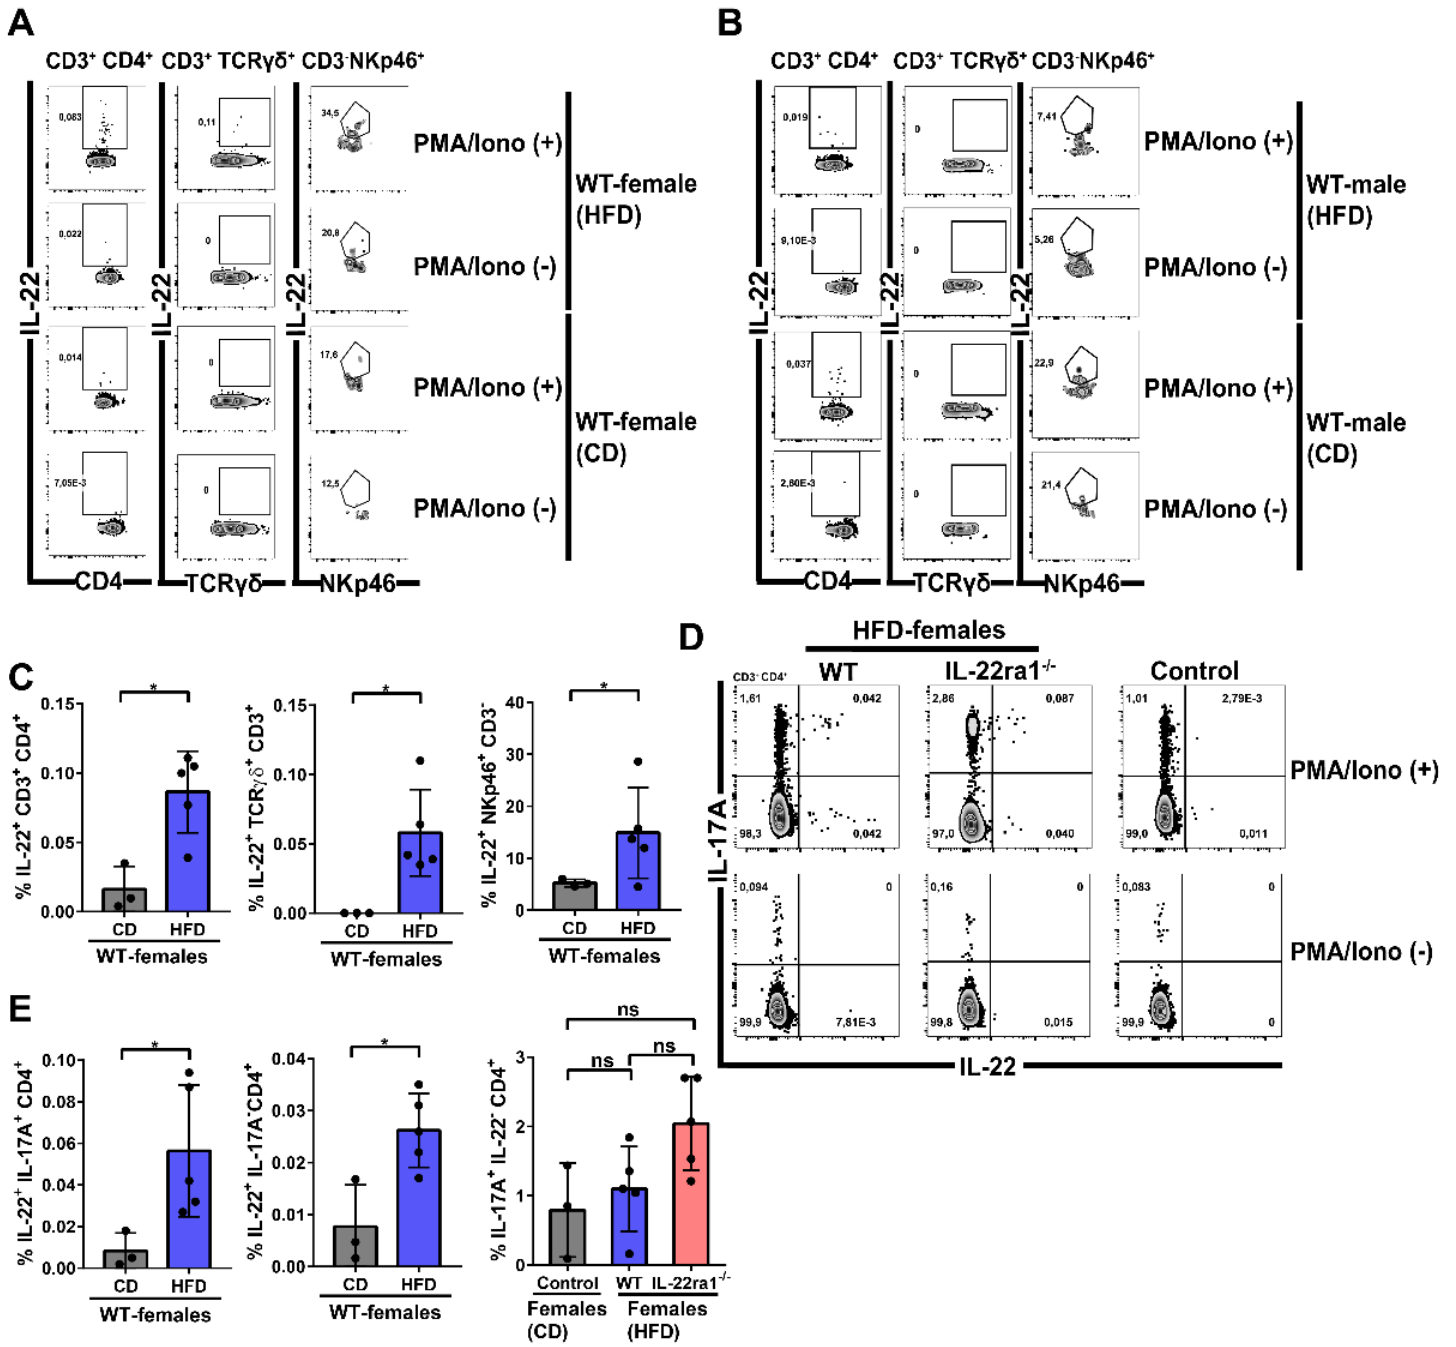 A
CD3+ CD4+ CD3+ TCRγδ+ CD3-NKp46+
IL-22
IL-22
IL-22
0,083
0,11
34,5
PMA/Iono (+)
0,022
0
20,8
PMA/Iono (-)
WT-female
(HFD)
0,014
0
17,6
PMA/Iono (+)
7,05E-3
0
12,5
PMA/Iono (-)
WT-female
(CD)
CD4
TCRγδ
NKp46
B
CD3+ CD4+ CD3+ TCRγδ+ CD3-NKp46+
IL-22
IL-22
IL-22
0,019
0
7,41
PMA/Iono (+)
9,10E-3
0
5,26
PMA/Iono (-)
WT-male
(HFD)
0,037
0
22,9
PMA/Iono (+)
2,80E-3
0
21,4
PMA/Iono (-)
WT-male
(CD)
CD4
TCRγδ
NKp46
C
% IL-22+ CD3+ CD4+
0.15
0.10
0.05
0.00
*
CD HFD
WT-females
% IL-22+ TCRγδ+ CD3+
0.15
0.10
0.05
0.00
*
CD HFD
WT-females
% IL-22+ NKp46+ CD3-
40
30
20
10
0
*
CD HFD
WT-females
D
HFD-females
WT IL-22ra1-/- Control
CD3- CD4+
IL-17A
1,61 0,042
98,3 0,042
2,86 0,087
97,0 0,040
1,01 2,79E-3
99,0 0,011
PMA/Iono (+)
0,094 0
99,9 7,81E-3
0,16 0
99,8 0,015
0,083 0
99,9 0
PMA/Iono (-)
IL-22
E
% IL-22+ IL-17A+ CD4+
0.10
0.08
0.06
0.04
0.02
0.00
*
CD HFD
WT-females
% IL-22+ IL-17A-CD4+
0.04
0.03
0.02
0.01
0.00
*
CD HFD
WT-females
% IL-17A+ IL-22- CD4+
3
2
1
0
ns
ns
ns
Control WT IL-22ra1-/-
Females Females
(CD) (HFD)